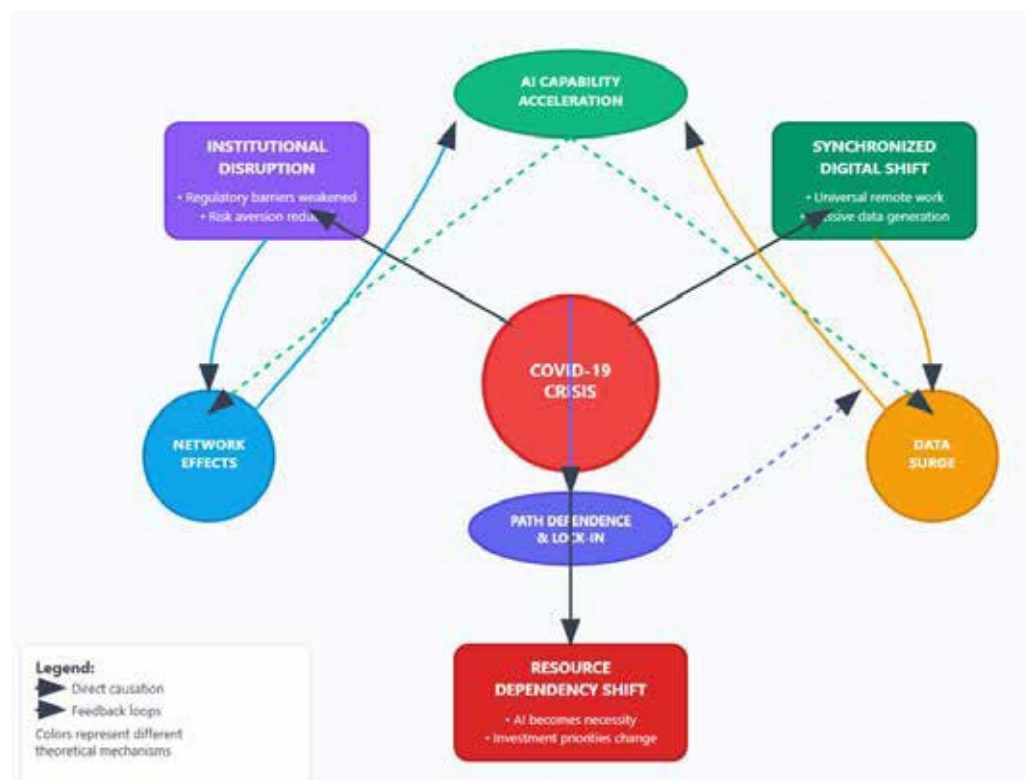 AI CAPABILITY
ACCELERATION
INSTITUTIONAL
DISRUPTION
• Regulatory barriers weakened
• Risk aversion
SYNCHRONIZED
DIGITAL SHIFT
• Universal remote work
data generation
COVID-19
CRISIS
NETWORK
EFFECTS
DATA
SURGE
PATH DEPENDENCE
& LOCK-IN
RESOURCE
DEPENDENCY SHIFT
• AI becomes necessity
• Investment priorities change
Legend:
Direct causation
Feedback loops
Colors represent different
theoretical mechanisms